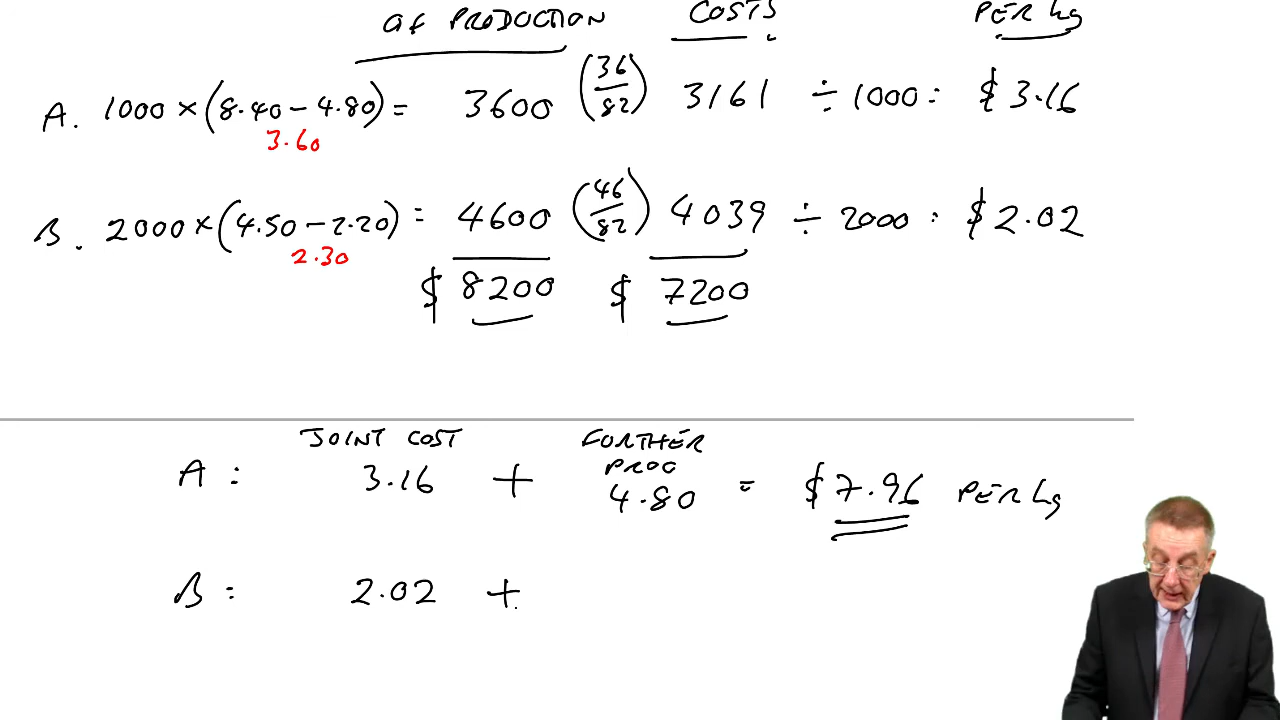 OF PRODUCTION COSTS PER kg
A. 1000 × (8.40 – 4.80) = 3600 (36/82) 3161 ÷ 1000 = $3.16
3.60
B. 2000 × (4.50 – 2.20) = 4600 (46/82) 4039 ÷ 2000 = $2.02
2.30
$ 8200 $ 7200
JOINT COST FURTHER
PROC
A : 3.16 + 4.80 = $7.96 PER kg
B : 2.02 +